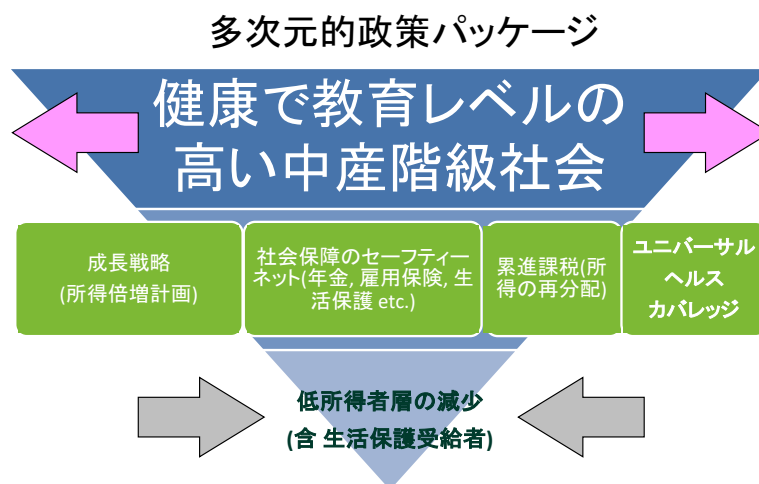 多次元的政策パッケージ
健康で教育レベルの
高い中産階級社会
成長戦略
(所得倍増計画)
社会保障のセーフティー
ネット(年金, 雇用保険, 生
活保護 etc.)
累進課税(所
得の再分配)
ユニバーサル
ヘルス
カバレッジ
低所得者層の減少
(含 生活保護受給者)